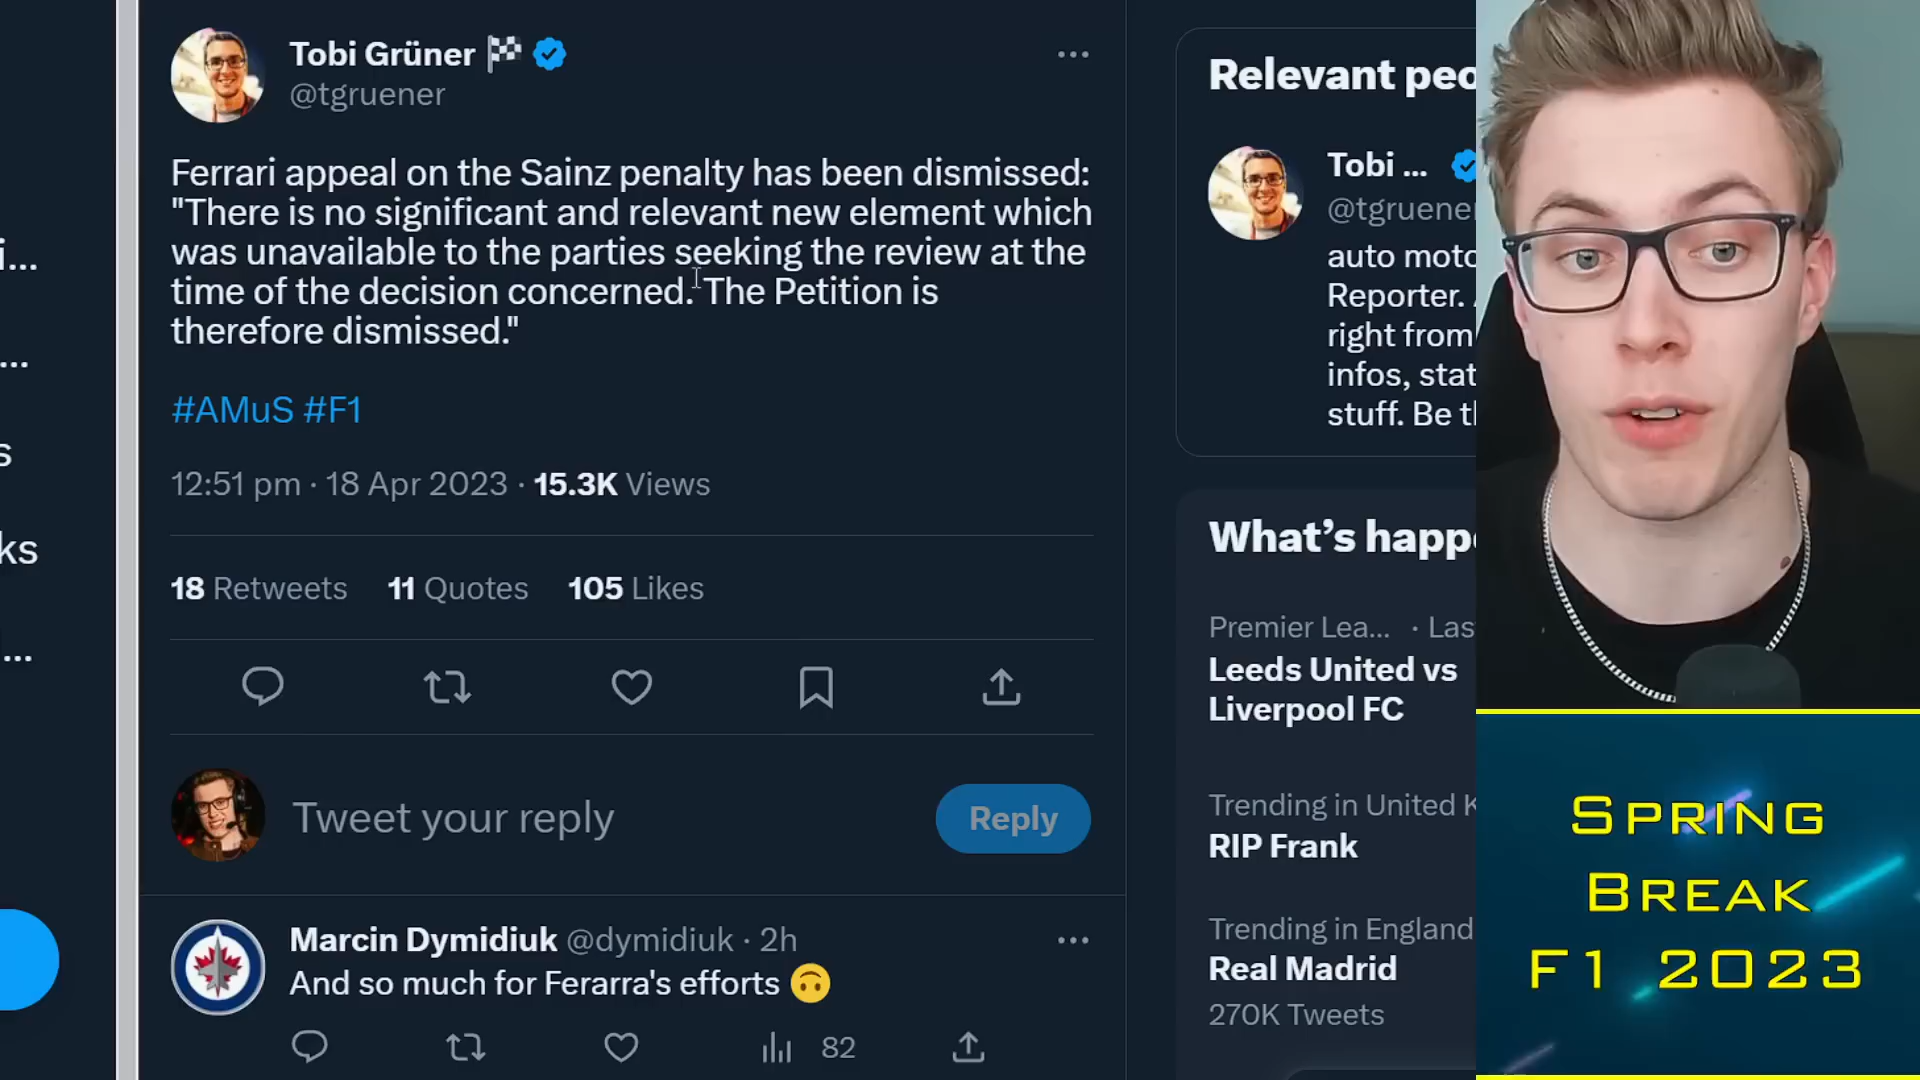 Tobi Grüner
@tgruener
Ferrari appeal on the Sainz penalty has been dismissed:
"There is no significant and relevant new element which
was unavailable to the parties seeking the review at the
time of the decision concerned. The Petition is
therefore dismissed."
#AMuS #F1
12:51 pm · 18 Apr 2023 · 15.3K Views
18 Retweets 11 Quotes 105 Likes
Tweet your reply
Reply
Marcin Dymidiuk @dymidiuk · 2h
And so much for Ferarra's efforts 🙃
82
i...
...
s
ks
...
Relevant peo
Tobi ...
@tgruener
auto moto
Reporter.
right from
infos, stat
stuff. Be th
What's happe
Premier Lea... · Las
Leeds United vs
Liverpool FC
Trending in United K
RIP Frank
Trending in England
Real Madrid
270K Tweets
SPRING
BREAK
F1 2023